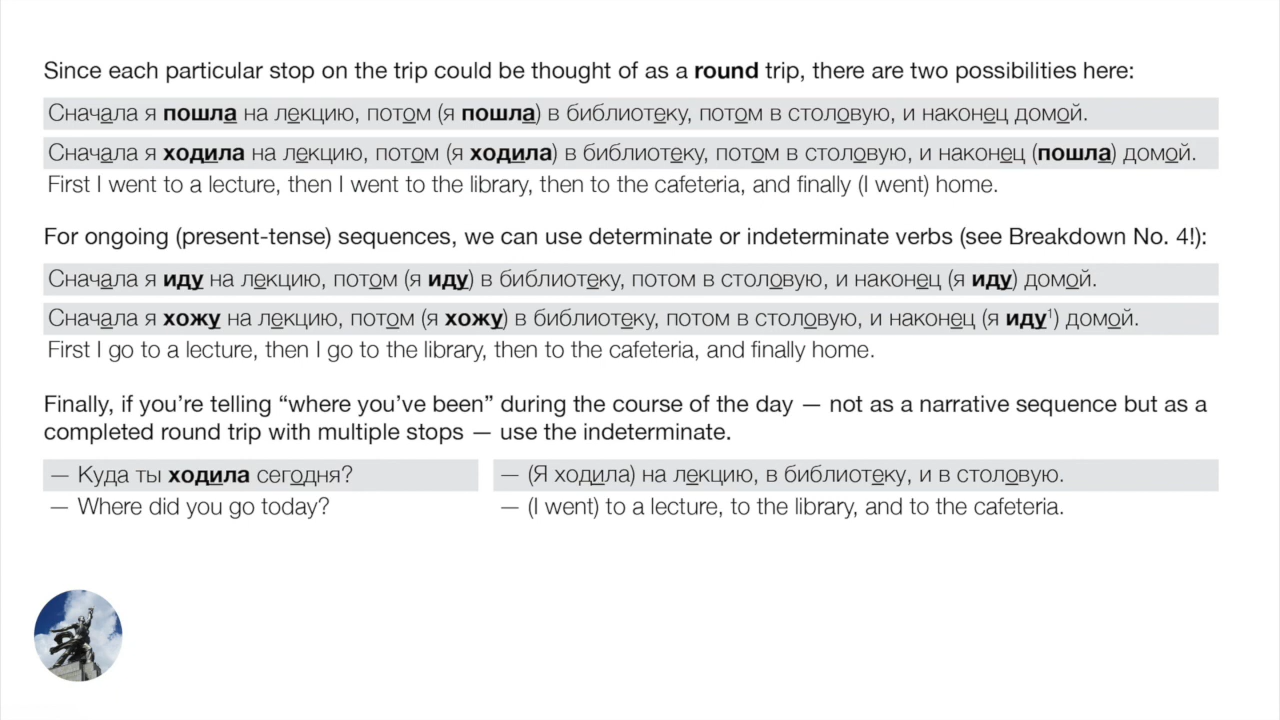 Since each particular stop on the trip could be thought of as a round trip, there are two possibilities here:
Сначала я пошла на лекцию, потом (я пошла) в библиотеку, потом в столовую, и наконец домой.
Сначала я ходила на лекцию, потом (я ходила) в библиотеку, потом в столовую, и наконец (пошла) домой.
First I went to a lecture, then I went to the library, then to the cafeteria, and finally (I went) home.
For ongoing (present-tense) sequences, we can use determinate or indeterminate verbs (see Breakdown No. 4!):
Сначала я иду на лекцию, потом (я иду) в библиотеку, потом в столовую, и наконец (я иду) домой.
Сначала я хожу на лекцию, потом (я хожу) в библиотеку, потом в столовую, и наконец (я иду¹) домой.
First I go to a lecture, then I go to the library, then to the cafeteria, and finally home.
Finally, if you’re telling “where you’ve been” during the course of the day — not as a narrative sequence but as a
completed round trip with multiple stops — use the indeterminate.
— Куда ты ходила сегодня?
— Where did you go today?
— (Я ходила) на лекцию, в библиотеку, и в столовую.
— (I went) to a lecture, to the library, and to the cafeteria.